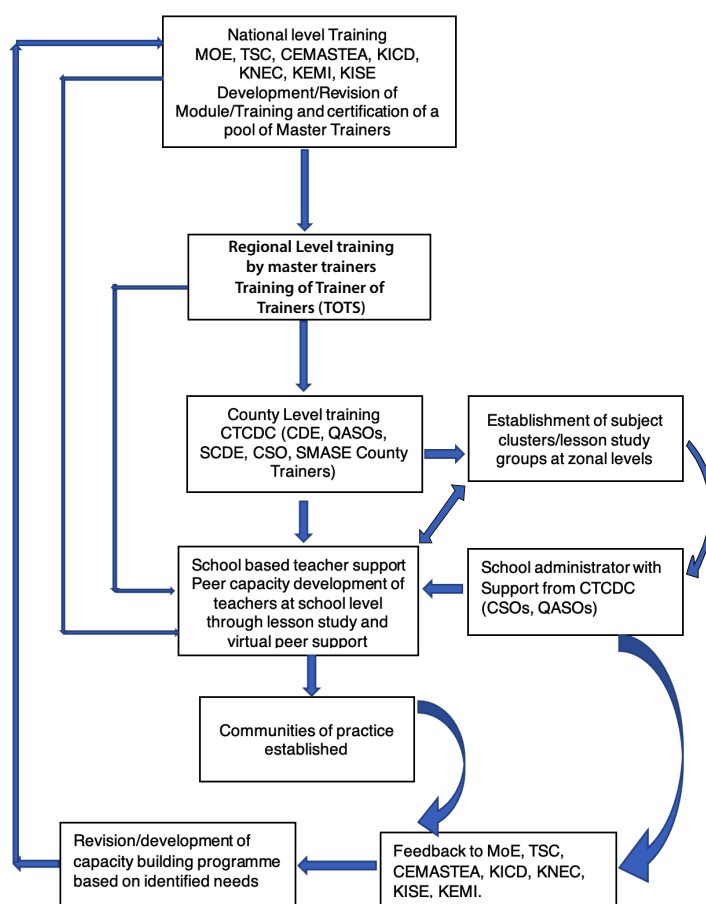 National level Training
MOE, TSC, CEMASTEA, KICD,
KNEC, KEMI, KISE
Development/Revision of
Module/Training and certification of a
pool of Master Trainers
Regional Level training
by master trainers
Training of Trainer of
Trainers (TOTS)
County Level training
CTCDC (CDE, QASOs,
SCDE, CSO, SMASE County
Trainers)
Establishment of subject
clusters/lesson study
groups at zonal levels
School based teacher support
Peer capacity development of
teachers at school level
through lesson study and
virtual peer support
School administrator with
Support from CTCDC
(CSOs, QASOs)
Communities of practice
established
Revision/development of
capacity building programme
based on identified needs
Feedback to MoE, TSC,
CEMASTEA, KICD, KNEC,
KISE, KEMI.